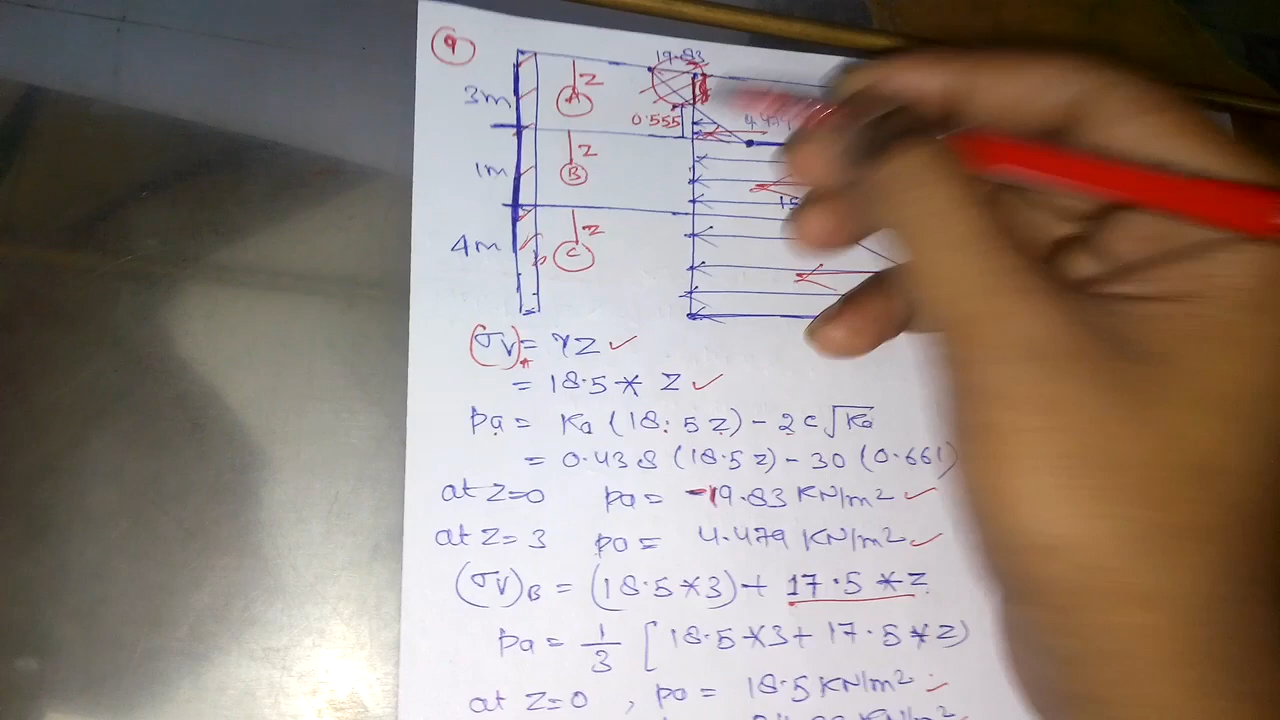 9
19.83
3m A Z
0.555 4.479
1m B Z
4m C Z
(σv)A = γZ ✓
= 18.5 * Z ✓
Pa = Ka (18.5 Z) - 2c√Ka
= 0.438 (18.5 Z) - 30 (0.661)
at Z=0 Pa = -19.83 KN/m² ✓
at Z=3 Pa = 4.479 KN/m² ✓
(σv)B = (18.5*3) + 17.5 * Z
Pa = 1/3 [18.5*3 + 17.5 * Z)
at Z=0, Pa = 18.5 KN/m²